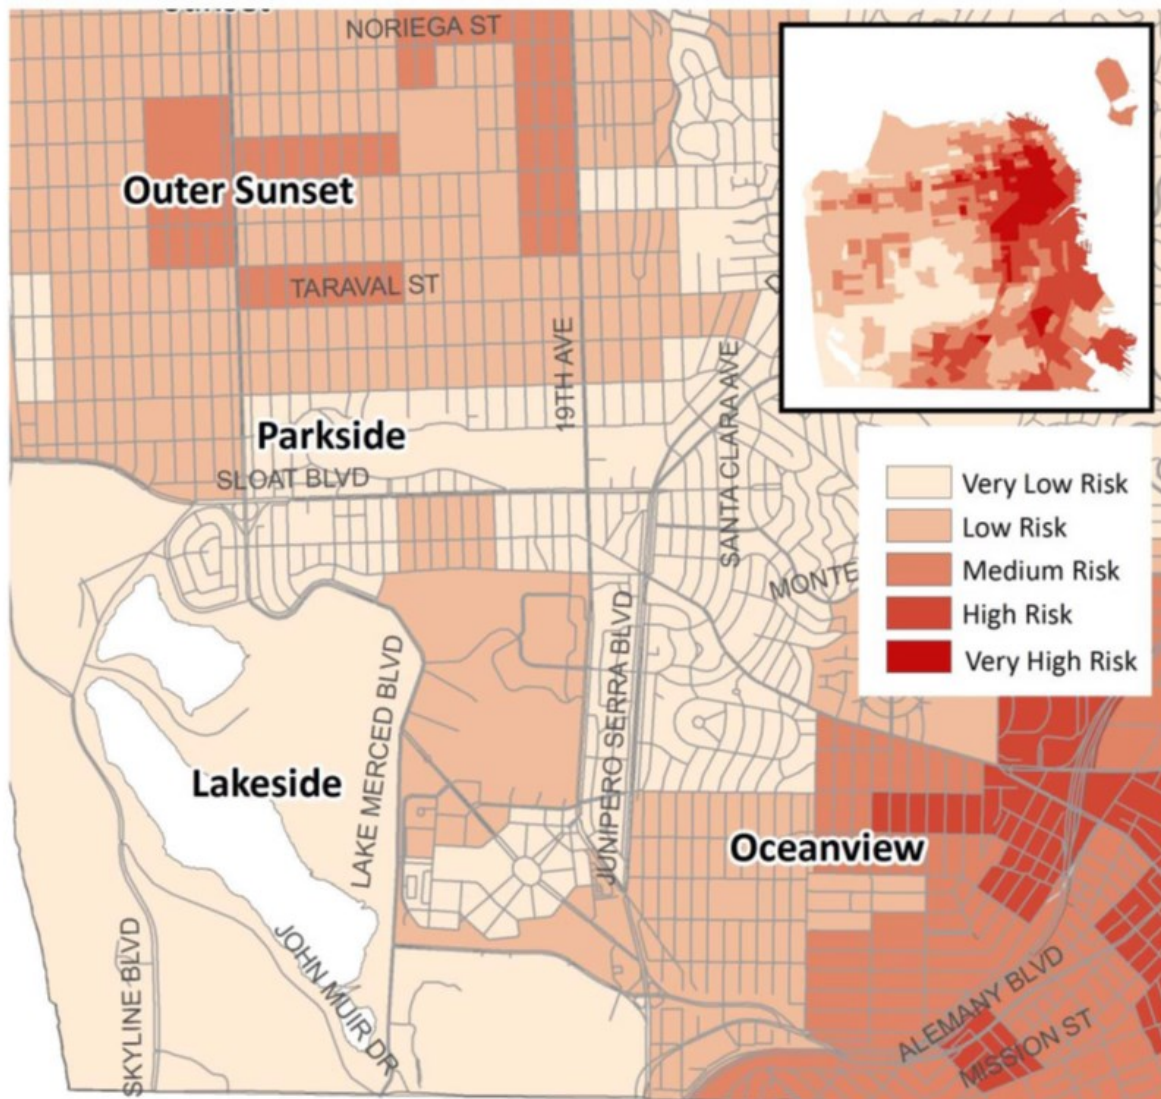 NORIEGA ST
Outer Sunset
TARAVAL ST
19TH AVE
SANTA CLARA AVE
Parkside
SLOAT BLVD
Very Low Risk
Low Risk
Medium Risk
High Risk
Very High Risk
MONTE
JUNIPERO SERRA BLVD
LAKE MERCED BLVD
Lakeside
Oceanview
SKYLINE BLVD
JOHN MUIR DR
ALEMANY BLVD
MISSION ST